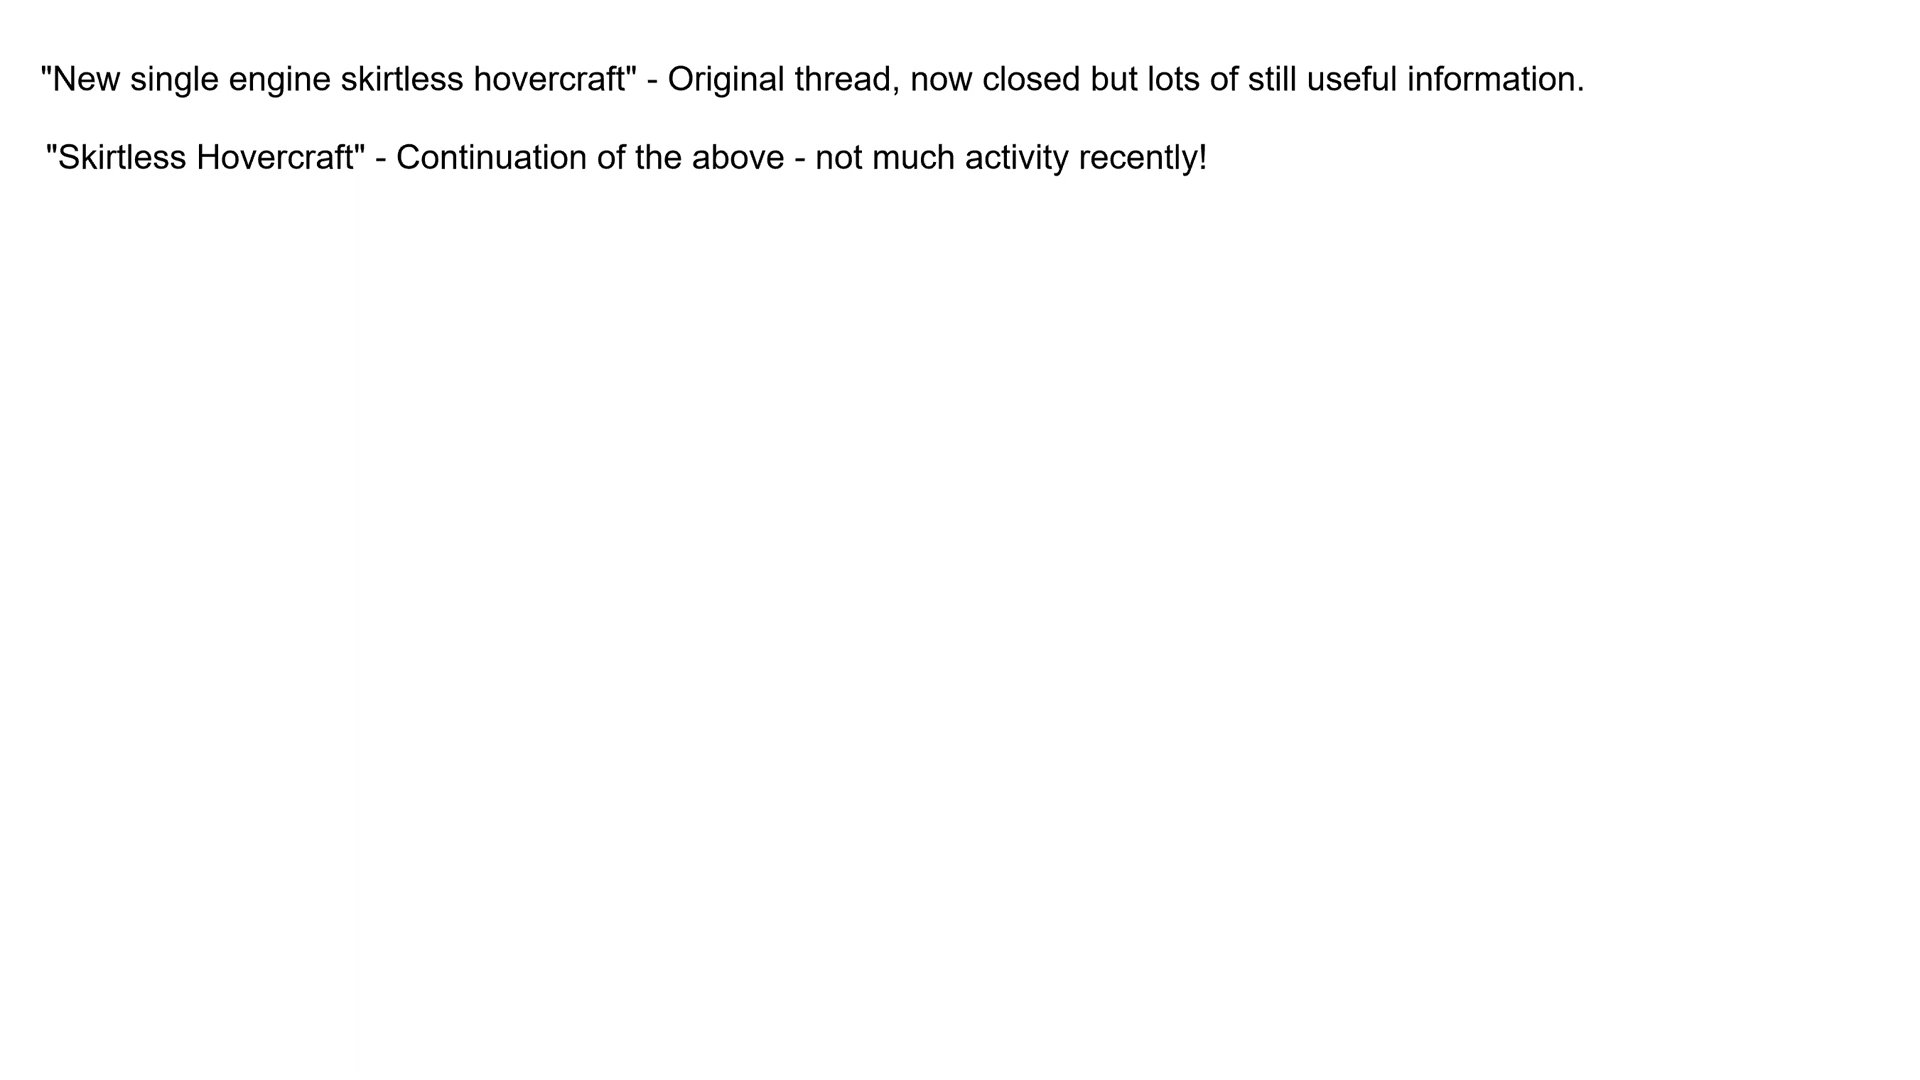 "New single engine skirtless hovercraft" - Original thread, now closed but lots of still useful information.
"Skirtless Hovercraft" - Continuation of the above - not much activity recently!